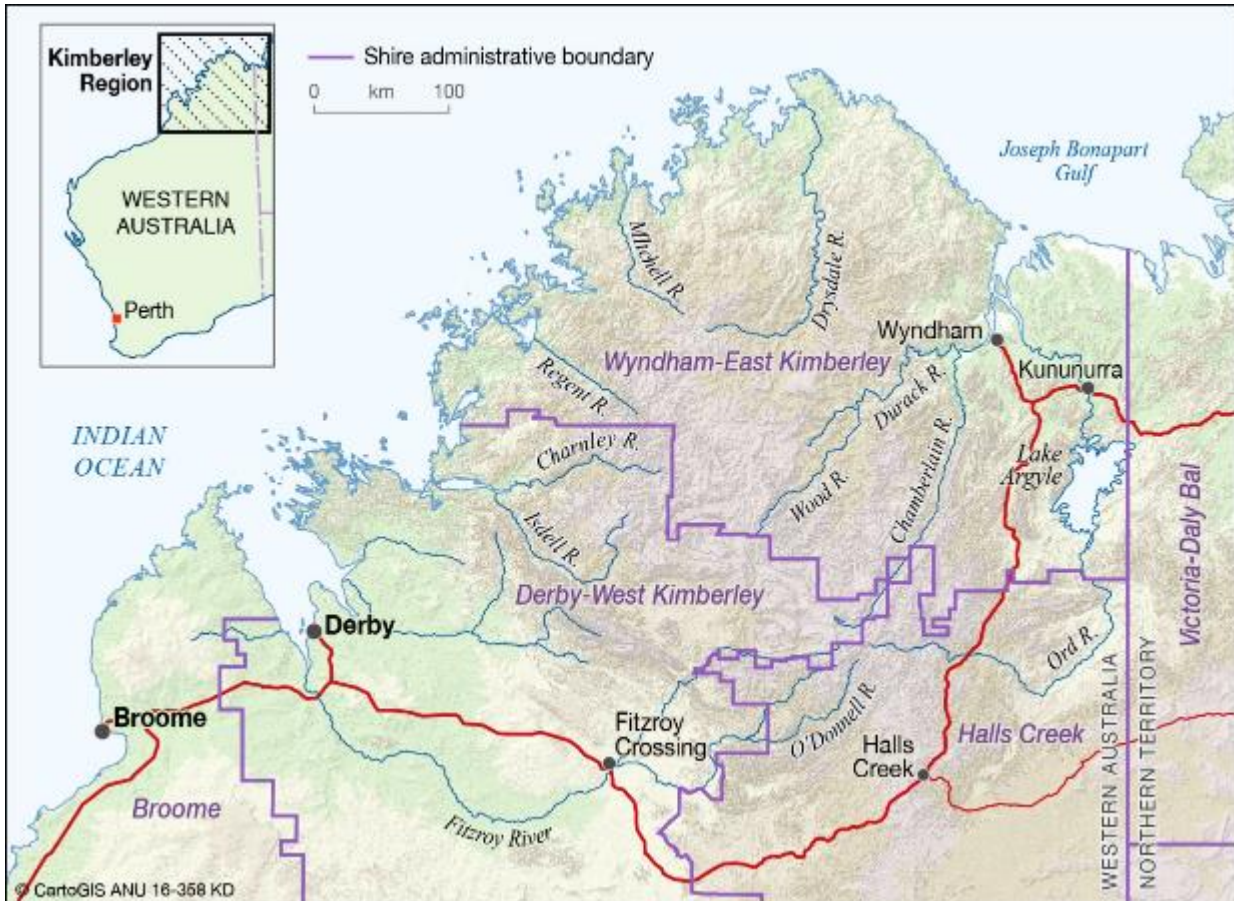 Kimberley
Region
WESTERN
AUSTRALIA
Perth
Shire administrative boundary
0 km 100
Joseph Bonapart
Gulf
MIitchell R.
Drysdale R.
Wyndham
Wyndham-East Kimberley
Kununurra
Regent R.
Durack R.
INDIAN
OCEAN
Charnley R.
Chamberlain R.
Lake
Argyle
Wood R.
Isdell R.
Victoria-Daly Bal
Derby-West Kimberley
Derby
Ord R.
Broome
Fitzroy
Crossing
O'Donnell R.
Halls
Creek
Halls Creek
WESTERN AUSTRALIA
NORTHERN TERRITORY
Broome
Fitzroy River
© CartoGIS ANU 16-358 KD